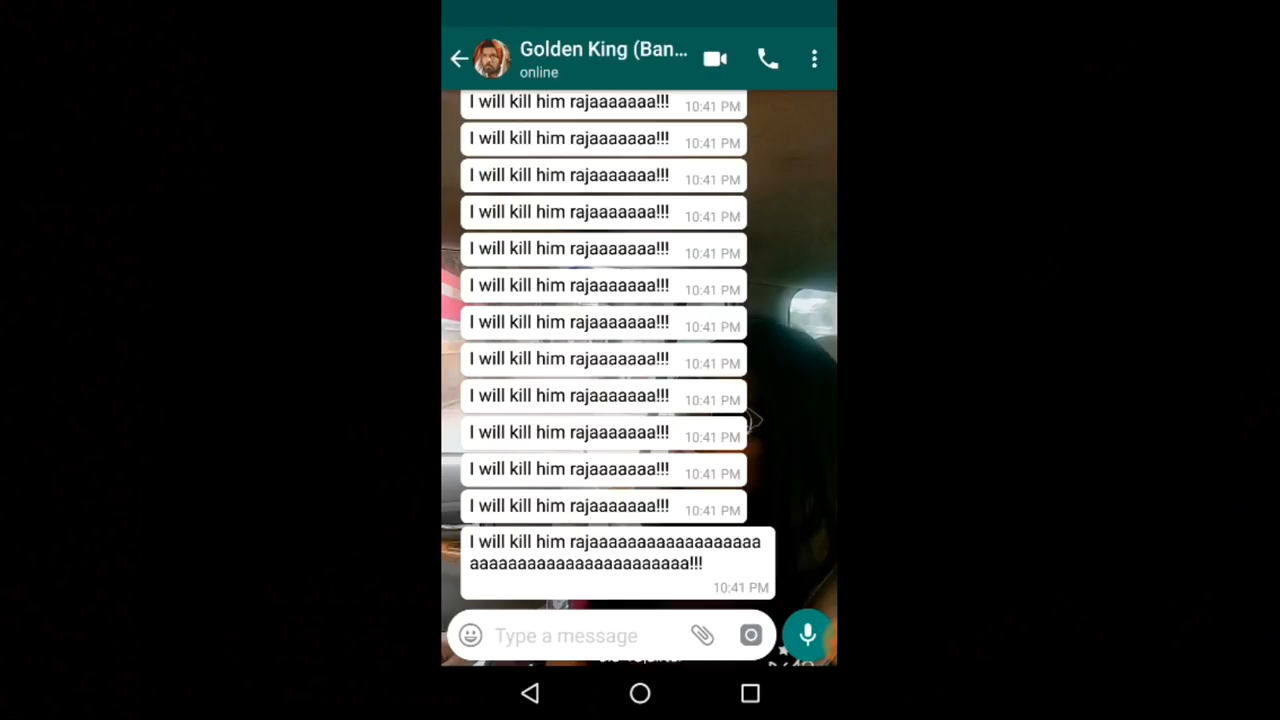 Golden King (Ban...
online
I will kill him rajaaaaaaa!!! 10:41 PM
I will kill him rajaaaaaaa!!! 10:41 PM
I will kill him rajaaaaaaa!!! 10:41 PM
I will kill him rajaaaaaaa!!! 10:41 PM
I will kill him rajaaaaaaa!!! 10:41 PM
I will kill him rajaaaaaaa!!! 10:41 PM
I will kill him rajaaaaaaa!!! 10:41 PM
I will kill him rajaaaaaaa!!! 10:41 PM
I will kill him rajaaaaaaa!!! 10:41 PM
I will kill him rajaaaaaaa!!! 10:41 PM
I will kill him rajaaaaaaa!!! 10:41 PM
I will kill him rajaaaaaaa!!! 10:41 PM
I will kill him rajaaaaaaaaaaaaaaaaaa
aaaaaaaaaaaaaaaaaaaaaaa!!!
10:41 PM
Type a message